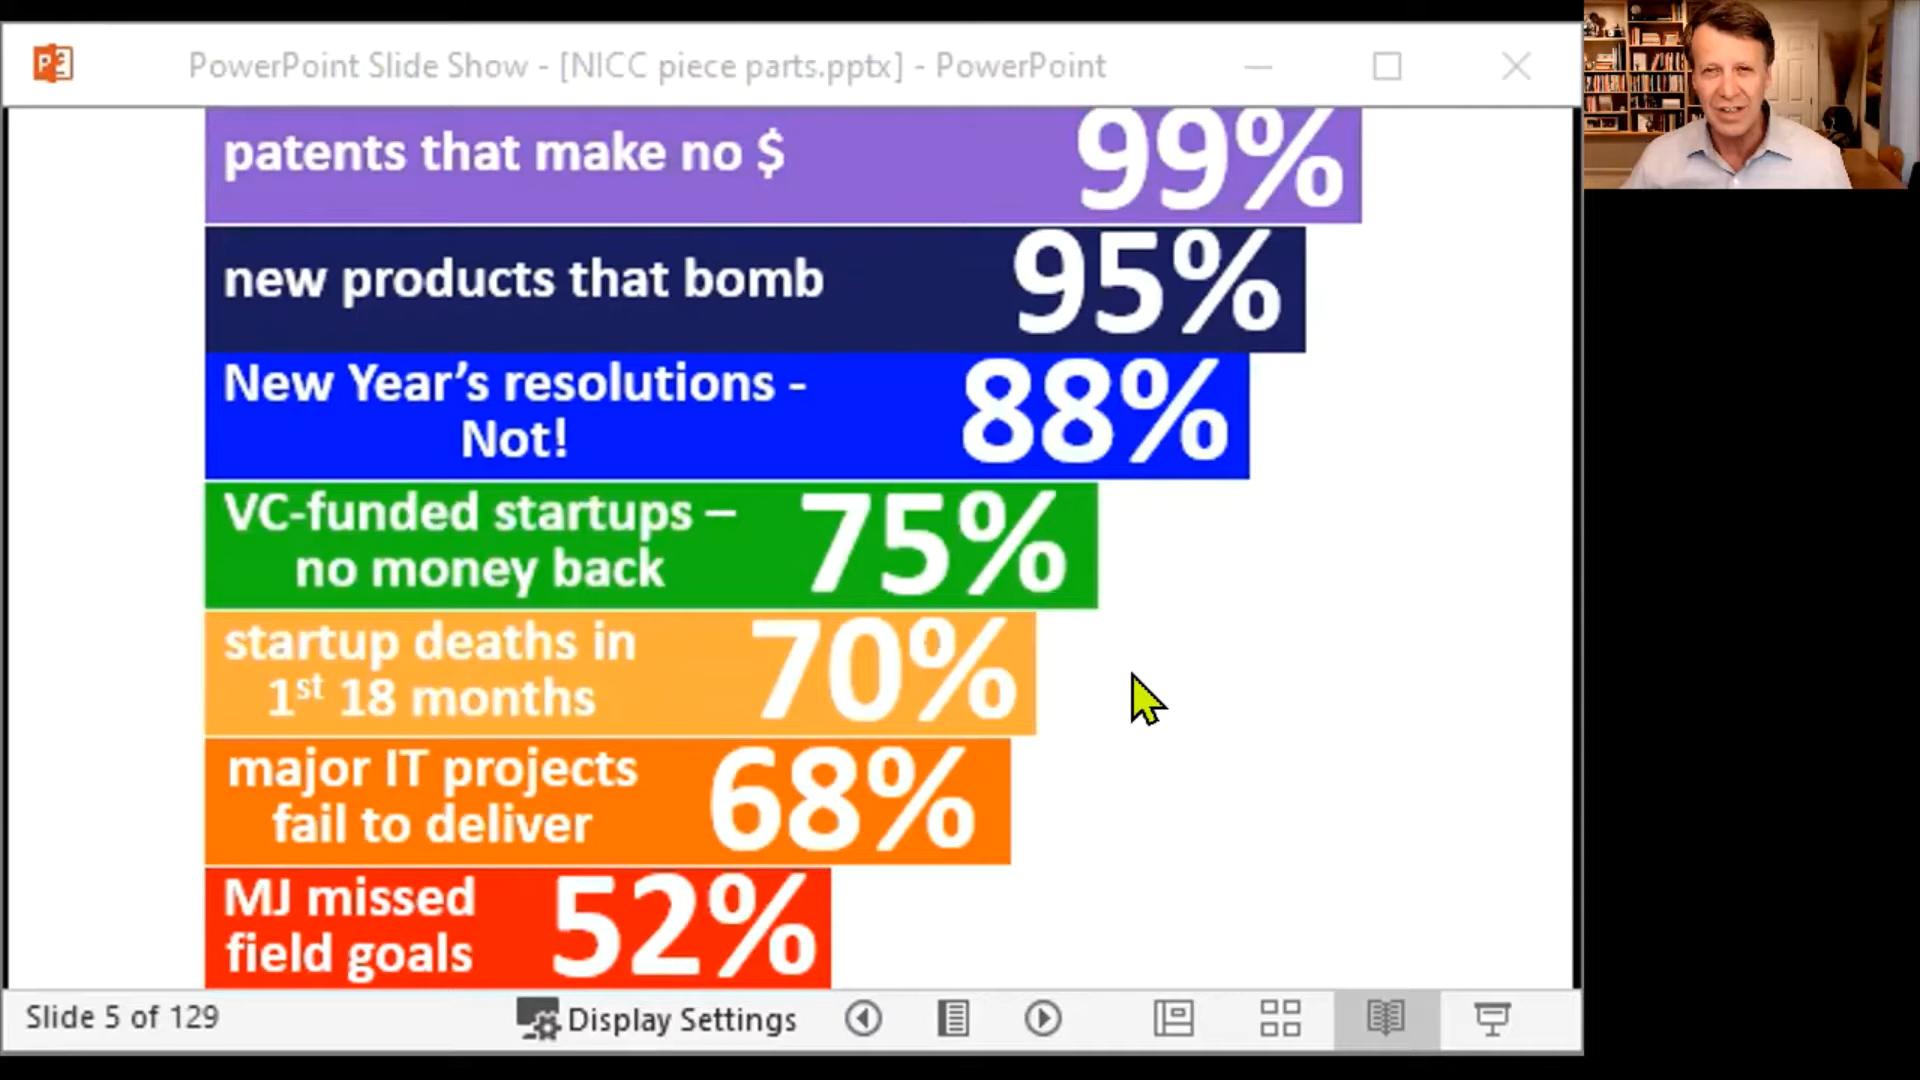 PowerPoint Slide Show - [NICC piece parts.pptx] - PowerPoint
patents that make no $ 99%
new products that bomb 95%
New Year’s resolutions -
Not! 88%
VC-funded startups –
no money back 75%
startup deaths in
1st 18 months 70%
major IT projects
fail to deliver 68%
MJ missed
field goals 52%
Slide 5 of 129 Display Settings